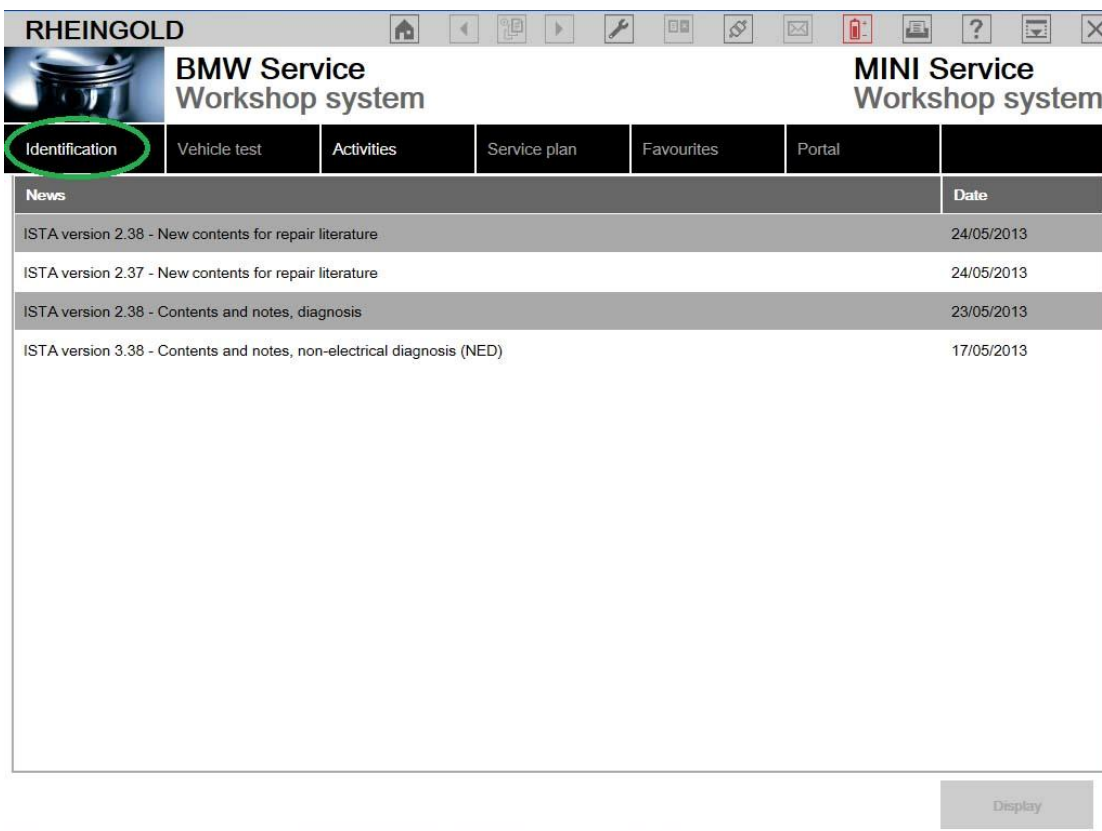 RHEINGOLD
BMW Service
Workshop system
MINI Service
Workshop system
Identification Vehicle test Activities Service plan Favourites Portal
News Date
ISTA version 2.38 - New contents for repair literature 24/05/2013
ISTA version 2.37 - New contents for repair literature 24/05/2013
ISTA version 2.38 - Contents and notes, diagnosis 23/05/2013
ISTA version 3.38 - Contents and notes, non-electrical diagnosis (NED) 17/05/2013
Display